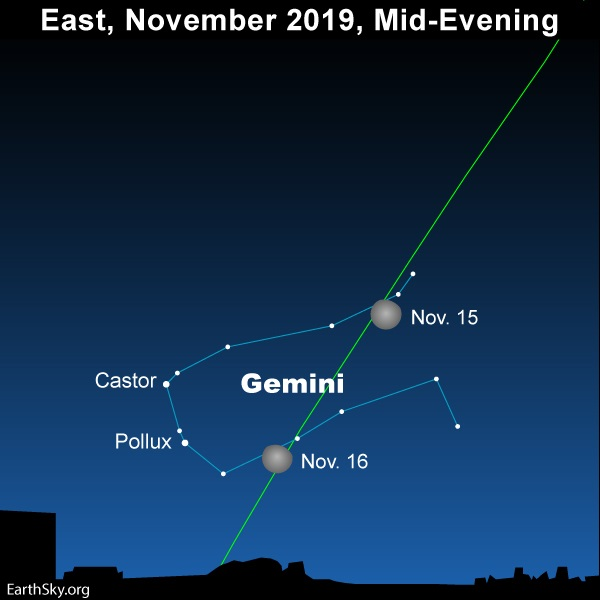 East, November 2019, Mid-Evening
Nov. 15
Castor
Gemini
Pollux
Nov. 16
EarthSky.org